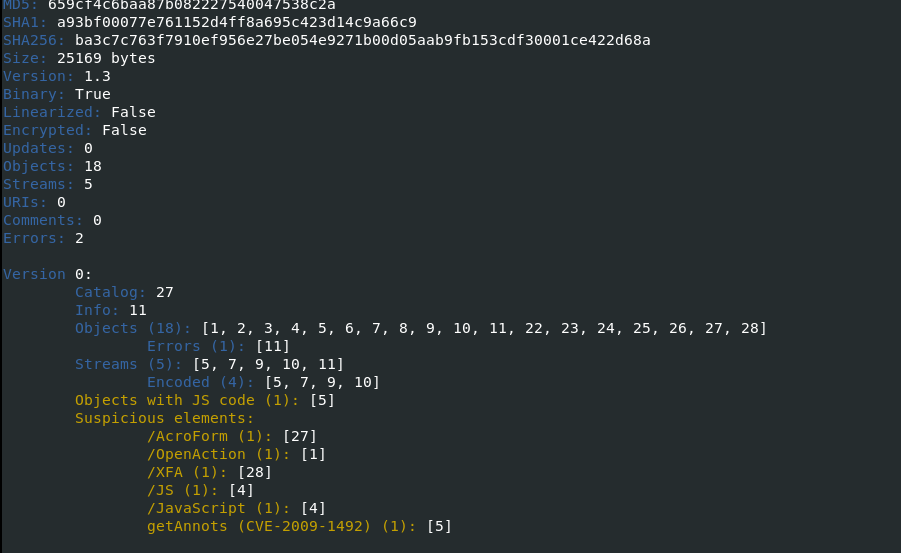 MD5: 659cf4c6baa87b082227540047538c2a
SHA1: a93bf00077e761152d4ff8a695c423d14c9a66c9
SHA256: ba3c7c763f7910ef956e27be054e9271b00d05aab9fb153cdf30001ce422d68a
Size: 25169 bytes
Version: 1.3
Binary: True
Linearized: False
Encrypted: False
Updates: 0
Objects: 18
Streams: 5
URIs: 0
Comments: 0
Errors: 2
Version 0:
Catalog: 27
Info: 11
Objects (18): [1, 2, 3, 4, 5, 6, 7, 8, 9, 10, 11, 22, 23, 24, 25, 26, 27, 28]
Errors (1): [11]
Streams (5): [5, 7, 9, 10, 11]
Encoded (4): [5, 7, 9, 10]
Objects with JS code (1): [5]
Suspicious elements:
/AcroForm (1): [27]
/OpenAction (1): [1]
/XFA (1): [28]
/JS (1): [4]
/JavaScript (1): [4]
getAnnots (CVE-2009-1492) (1): [5]